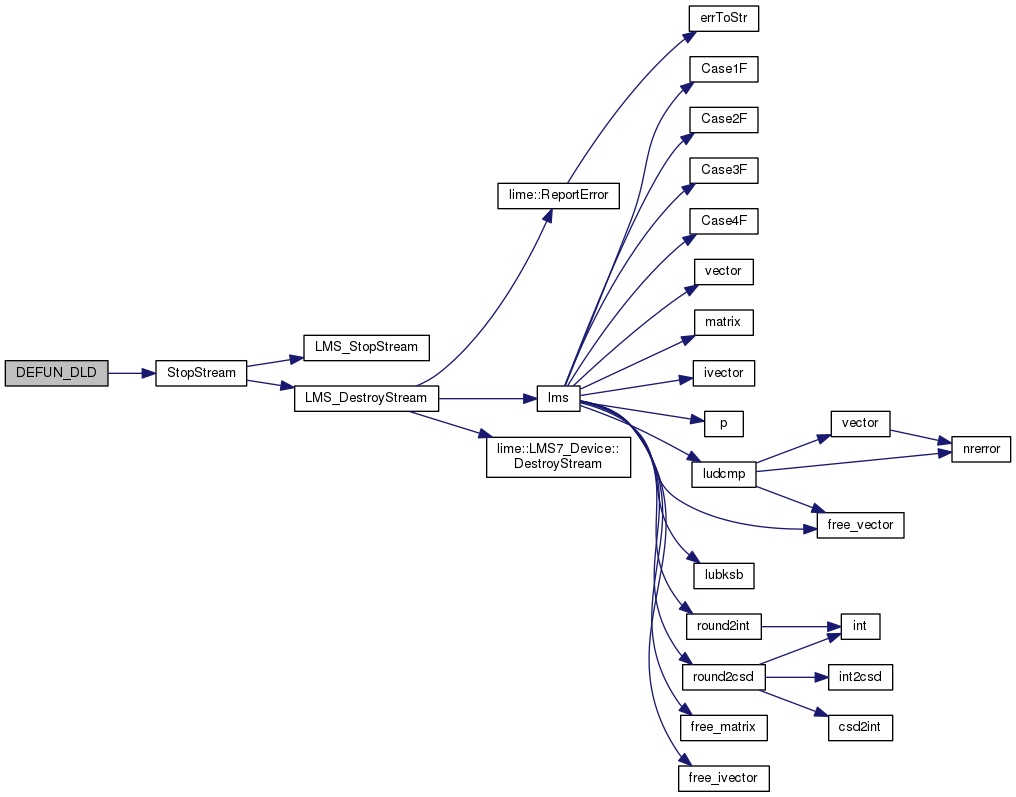 errToStr
Case1F
Case2F
Case3F
lime::ReportError
Case4F
vector
matrix
LMS_StopStream
DEFUN_DLD
StopStream
ivector
LMS_DestroyStream
lms
p
vector
lime::LMS7_Device::
DestroyStream
nrerror
ludcmp
free_vector
lubksb
round2int
int
round2csd
int2csd
free_matrix
csd2int
free_ivector